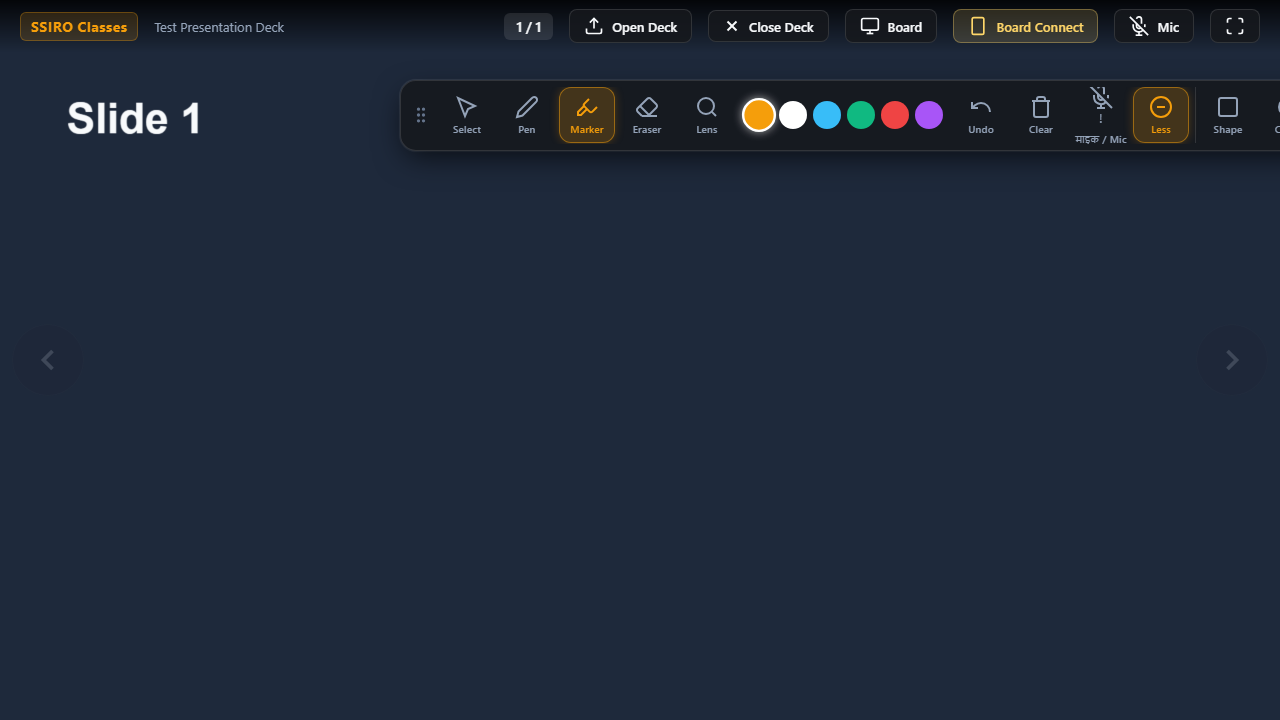 SSIRO Classes
Test Presentation Deck
1 / 1
Open Deck
Close Deck
Board
Board Connect
Mic
Slide 1
Select
Pen
Marker
Eraser
Lens
Undo
Clear
!
माइक / Mic
Less
Shape